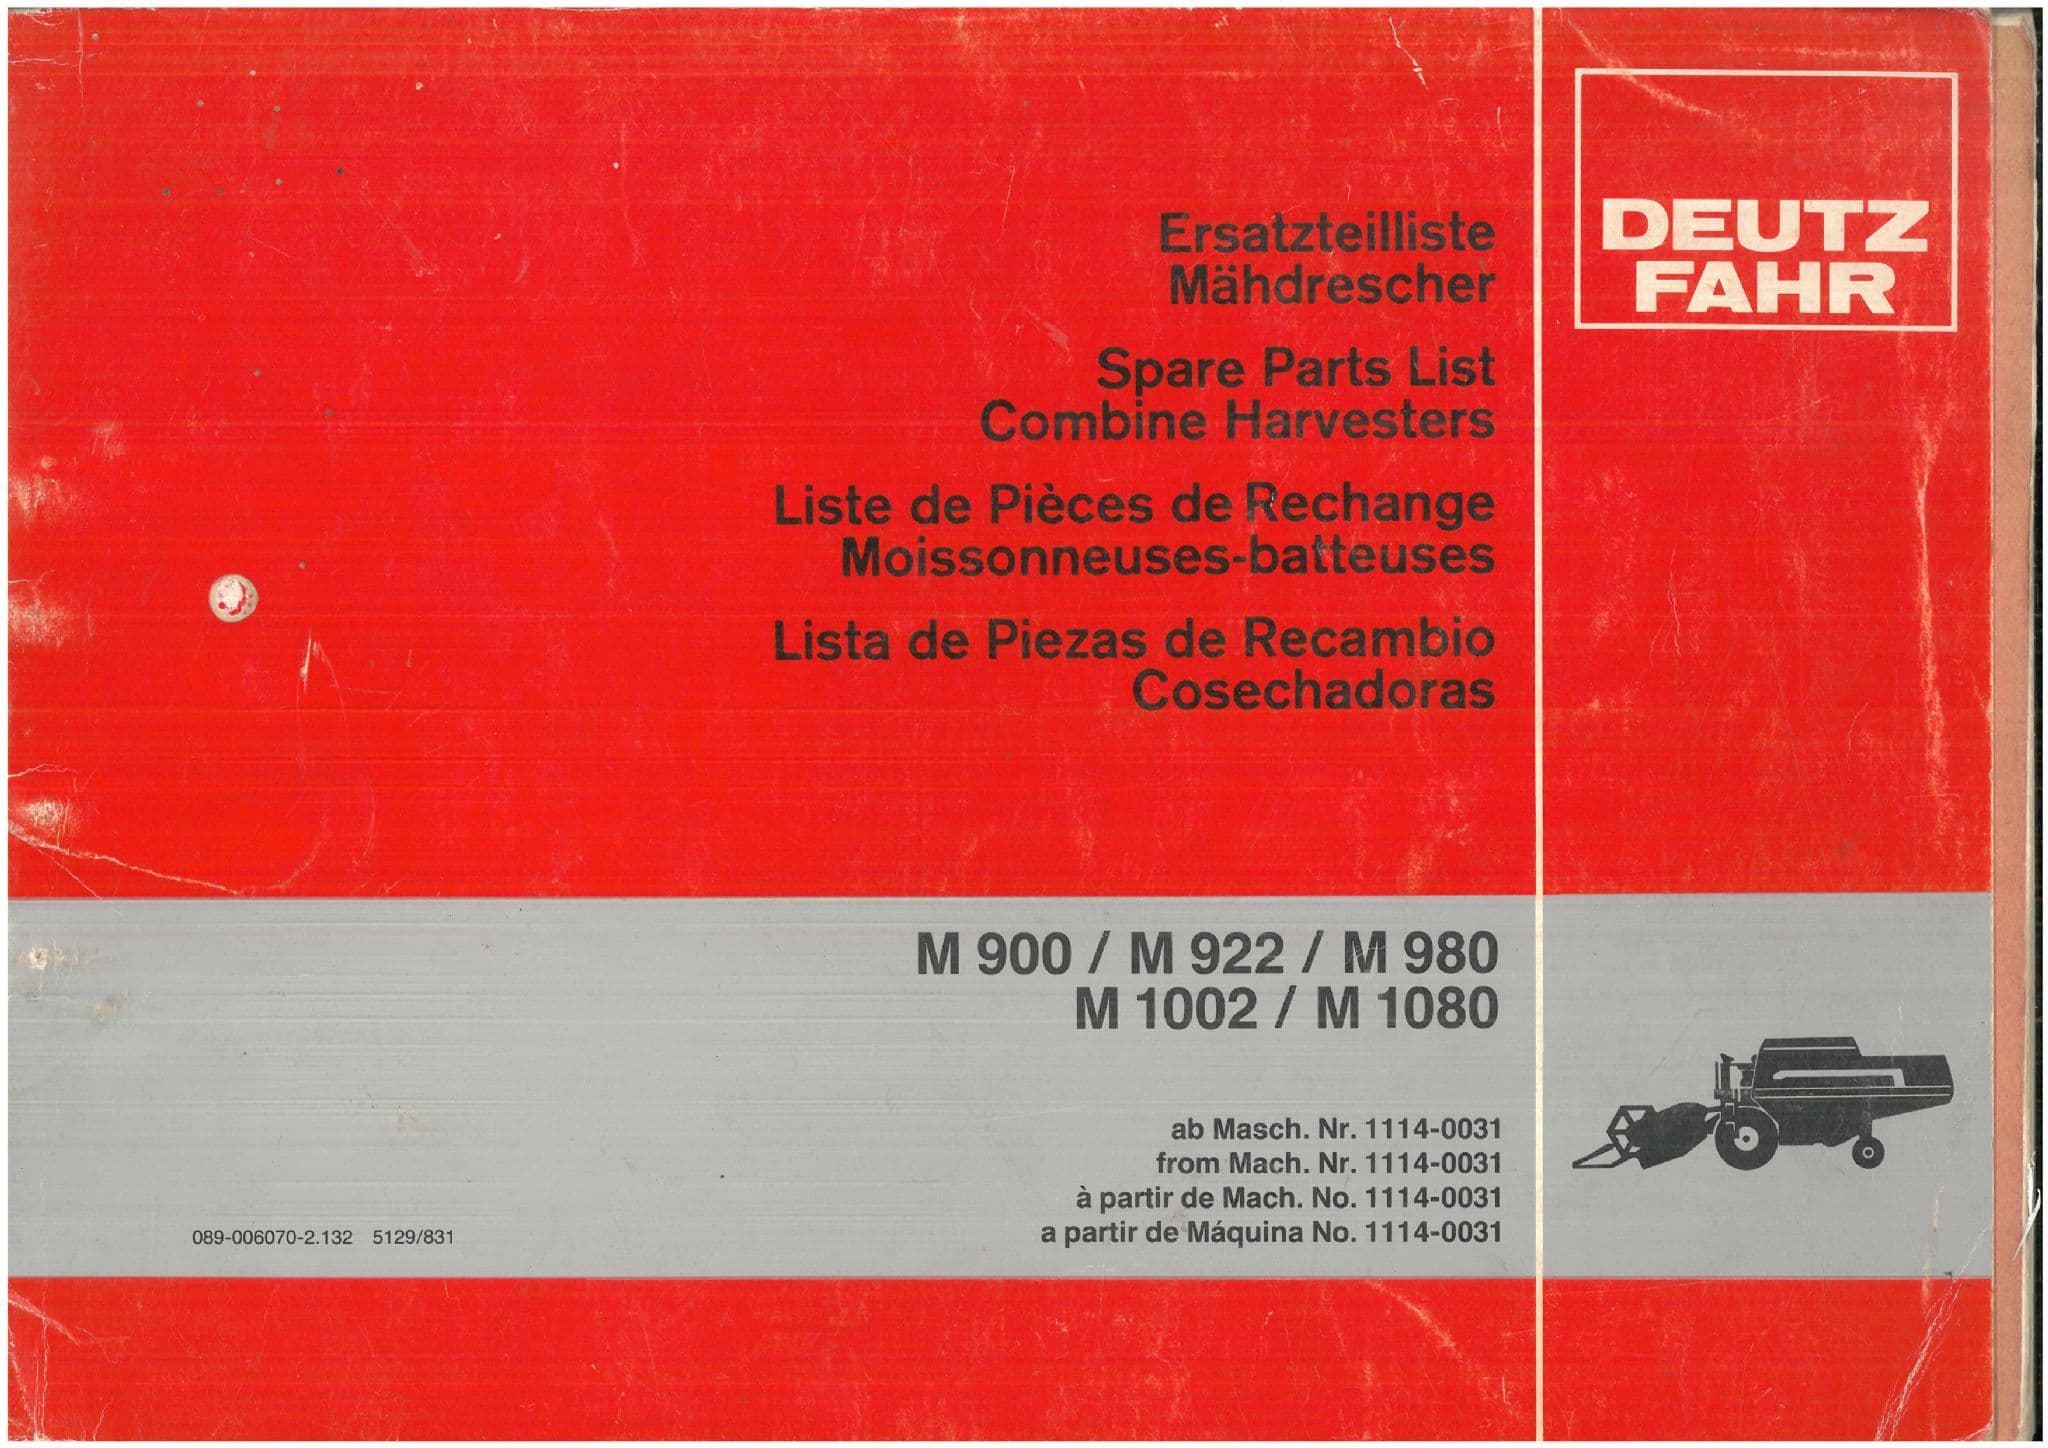 DEUTZ
FAHR
Ersatzteilliste
Mähdrescher
Spare Parts List
Combine Harvesters
Liste de Pièces de Rechange
Moissonneuses-batteuses
Lista de Piezas de Recambio
Cosechadoras
M 900 / M 922 / M 980
M 1002 / M 1080
ab Masch. Nr. 1114-0031
from Mach. Nr. 1114-0031
à partir de Mach. No. 1114-0031
a partir de Máquina No. 1114-0031
089-006070-2.132 5129/831